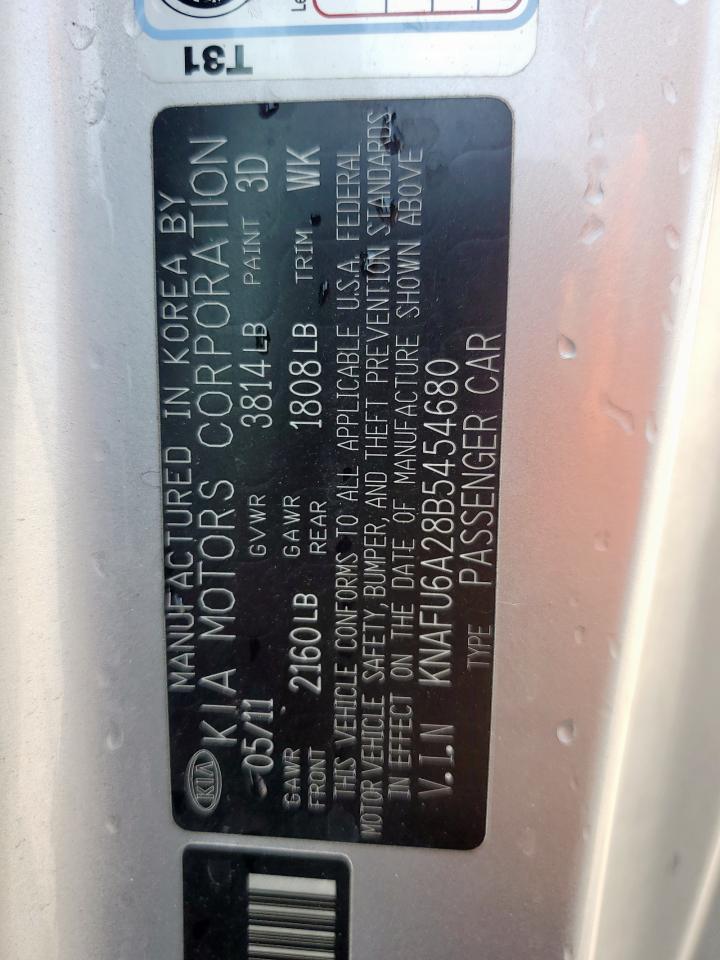 T31
MANUFACTURED IN KOREA BY
KIA KIA MOTORS CORPORATION
05/11 GVWR 3814LB PAINT 3D
GAWR FRONT 2160LB GAWR REAR 1808LB TRIM WK
THIS VEHICLE CONFORMS TO ALL APPLICABLE U.S.A. FEDERAL
MOTOR VEHICLE SAFETY, BUMPER, AND THEFT PREVENTION STANDARDS
IN EFFECT ON THE DATE OF MANUFACTURE SHOWN ABOVE
V.I.N KNAFU6A28B5454680
TYPE PASSENGER CAR